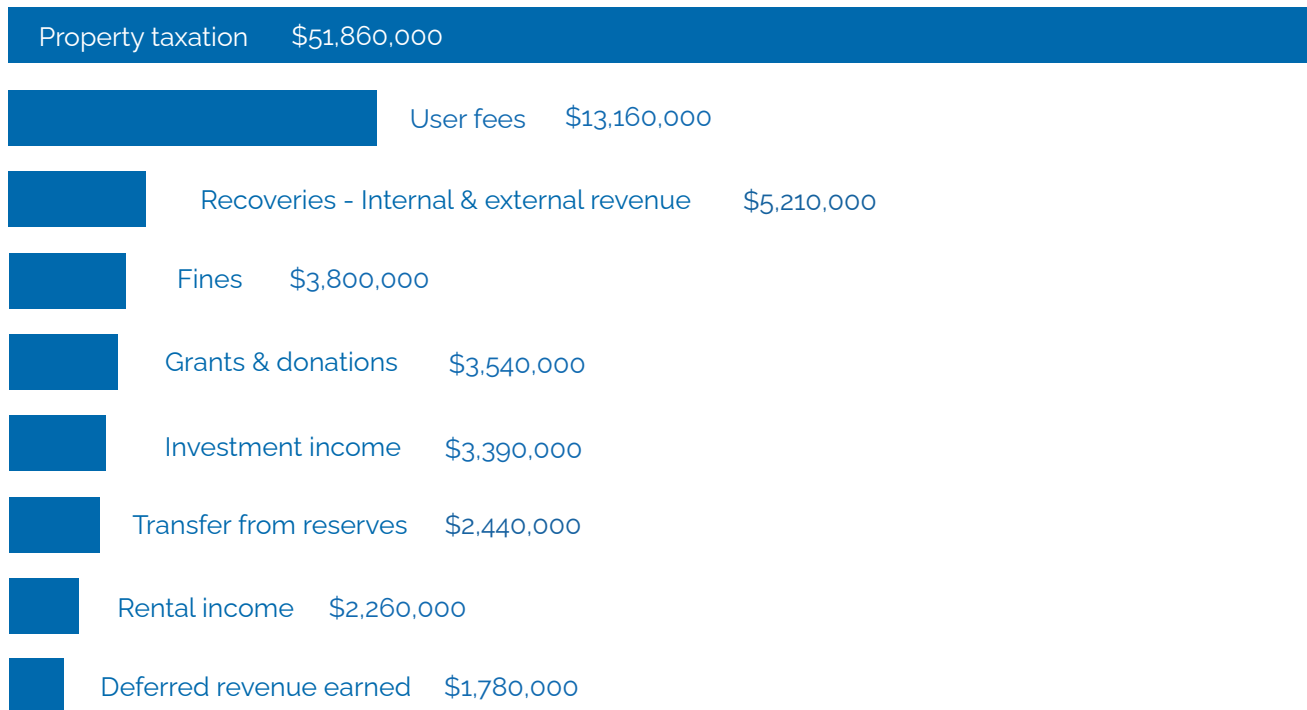 Property taxation $51,860,000
User fees $13,160,000
Recoveries - Internal & external revenue $5,210,000
Fines $3,800,000
Grants & donations $3,540,000
Investment income $3,390,000
Transfer from reserves $2,440,000
Rental income $2,260,000
Deferred revenue earned $1,780,000